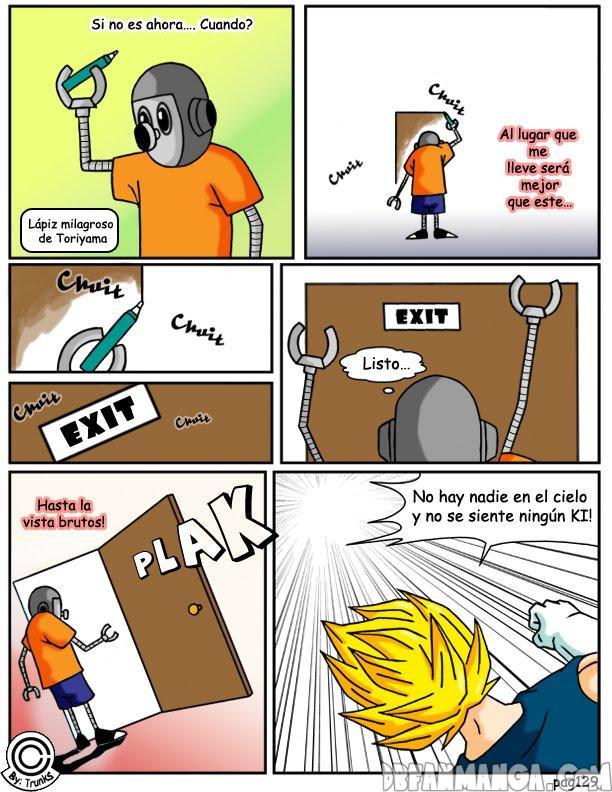 Si no es ahora.... Cuando?
Lápiz milagroso
de Toriyama
Chuit
Chuit
Al lugar que
me
lleve será
mejor
que este...
Chuit
Chuit
Chuit
EXIT
Chuit
EXIT
Listo...
Hasta la
vista brutos!
PLAK
No hay nadie en el cielo
y no se siente ningún KI!
©
By: Trunks
pag129
DBFANMANGA.COM